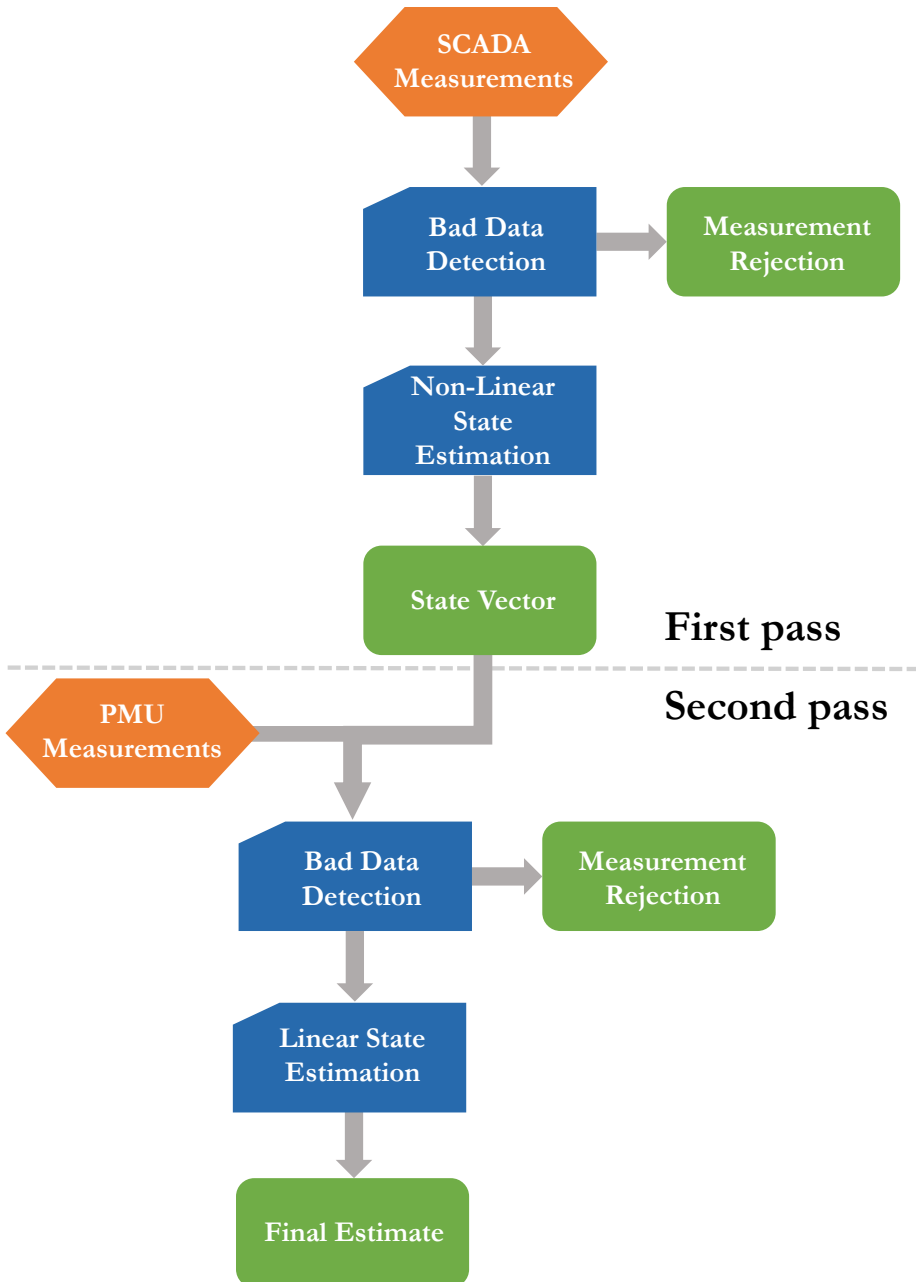 SCADA
Measurements
Bad Data
Detection
Measurement
Rejection
Non-Linear
State
Estimation
State Vector
First pass
Second pass
PMU
Measurements
Bad Data
Detection
Measurement
Rejection
Linear State
Estimation
Final Estimate